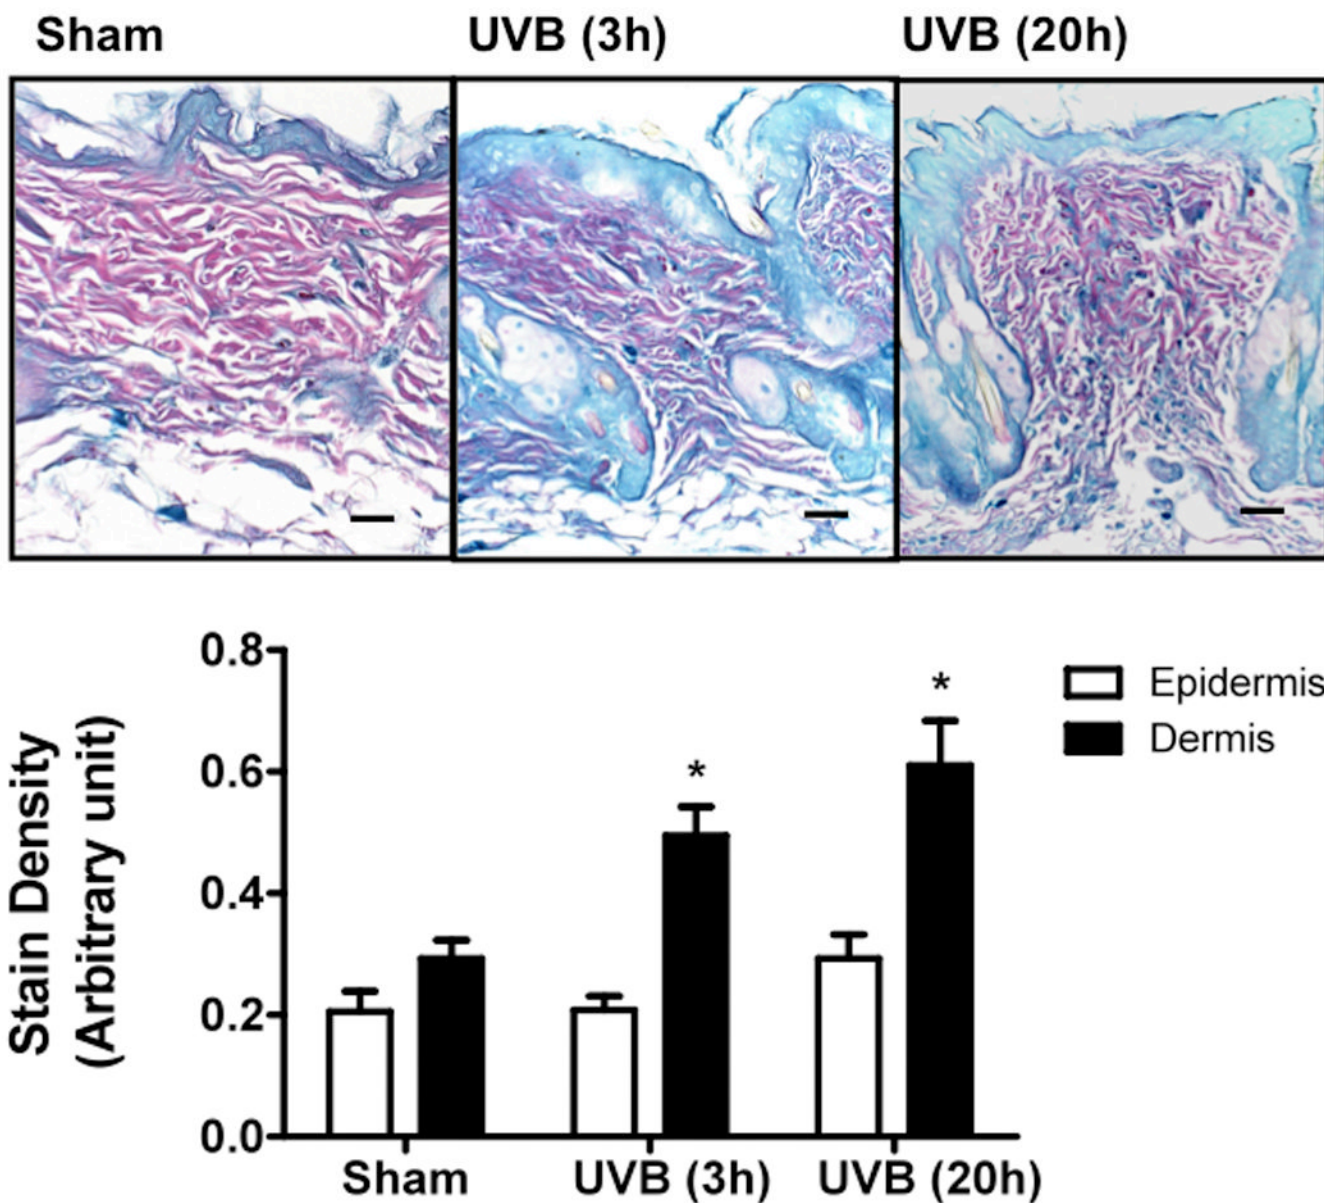 Sham UVB (3h) UVB (20h)
0.8
0.6
0.4
0.2
0.0
Stain Density
(Arbitrary unit)
*
*
Epidermis
Dermis
Sham UVB (3h) UVB (20h)